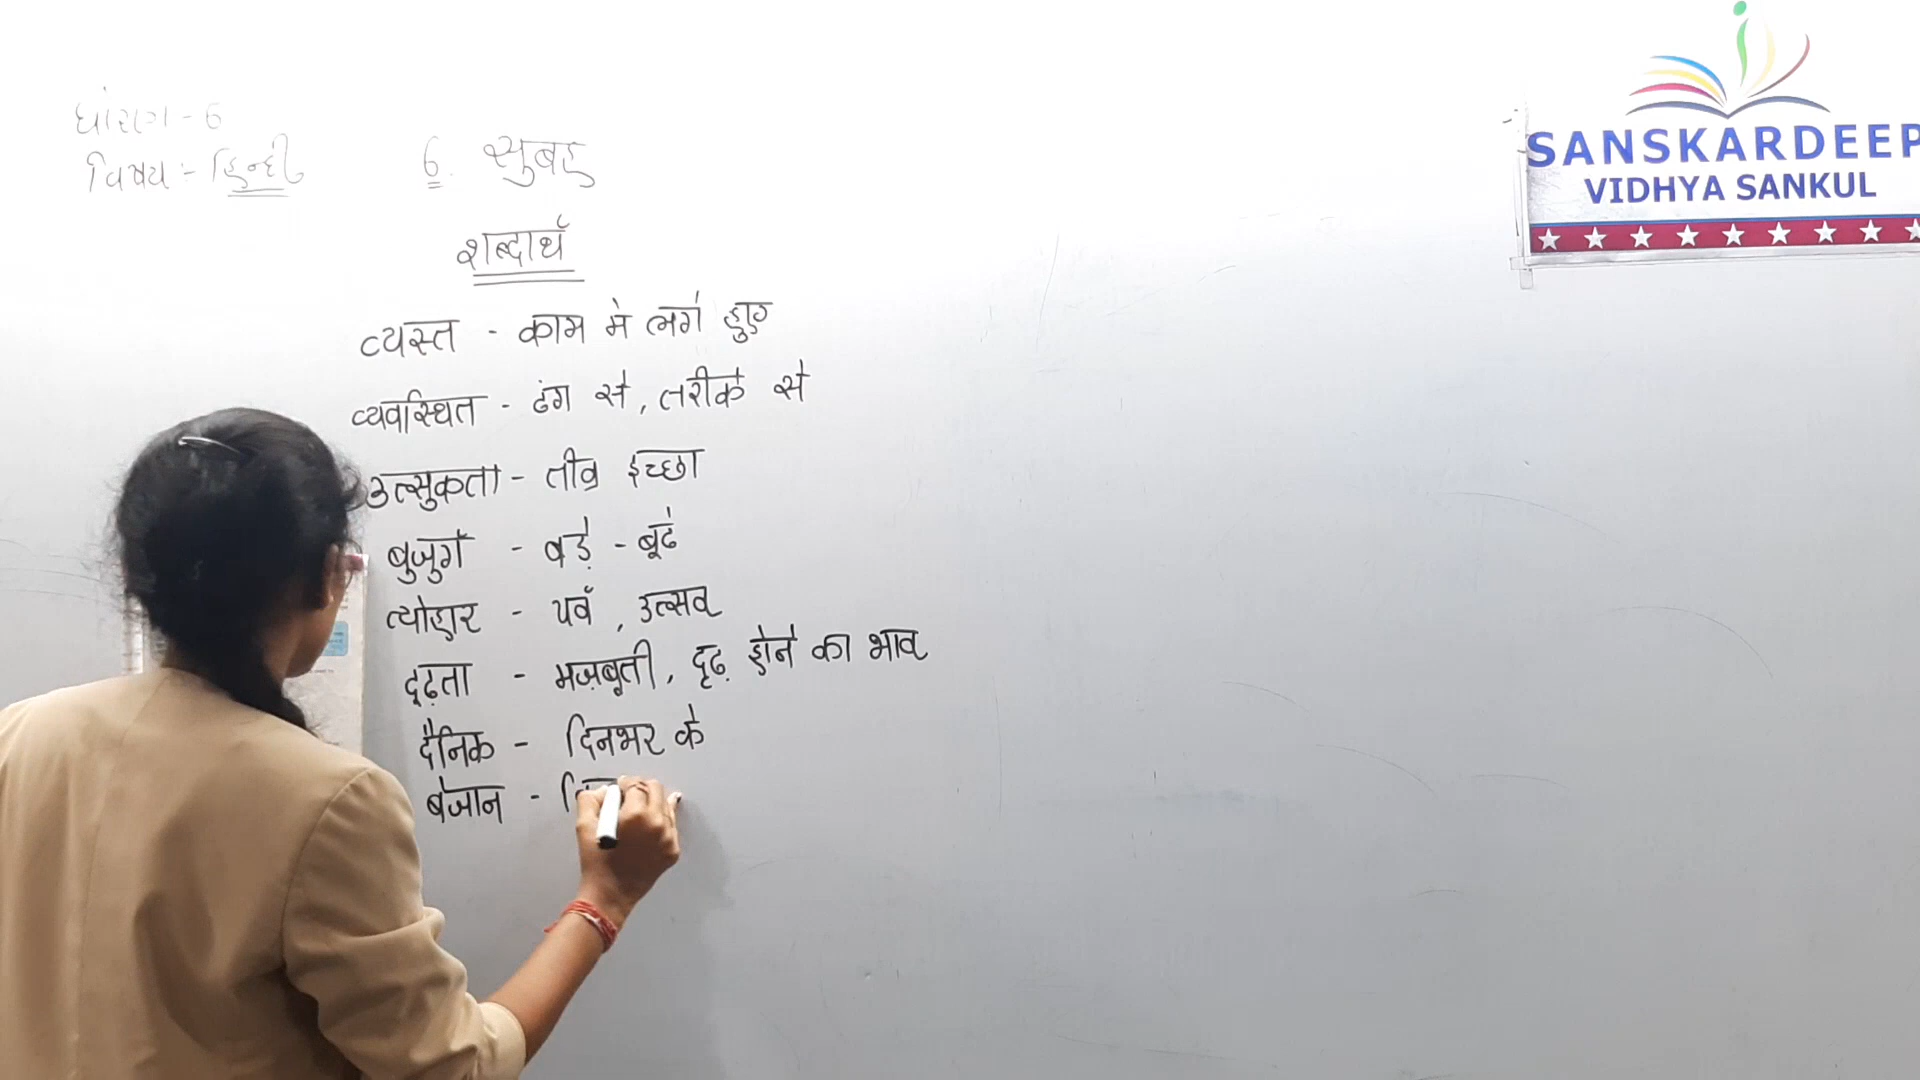 धोरण - 6
विषय :- हिन्दी
6. सुबह
शब्दार्थ
व्यस्त - काम मे लगे हुए
व्यवस्थित - ढंग से, तरीके से
उत्सुकता - तीव्र इच्छा
बुजुर्ग - बड़े - बूढे
त्योहार - पर्व, उत्सव
दृढ़ता - मज़बूती, दृढ़ होने का भाव
दैनिक - दिनभर के
बेजान -
SANSKARDEEP
VIDHYA SANKUL